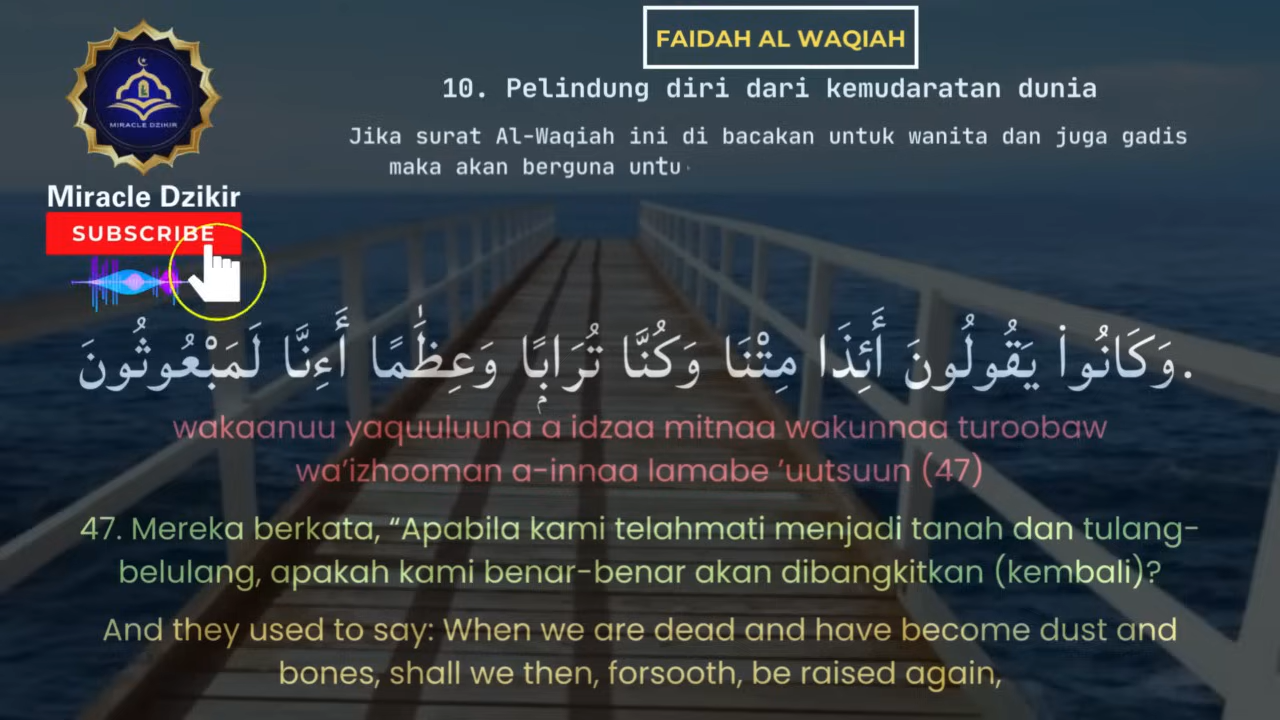 FAIDAH AL WAQIAH
10. Pelindung diri dari kemudaratan dunia
Jika surat Al-Waqiah ini di bacakan untuk wanita dan juga gadis
maka akan berguna untu
MIRACLE DZIKIR
Miracle Dzikir
SUBSCRIBE
وَكَانُوا۟ يَقُولُونَ أَئِذَا مِتْنَا وَكُنَّا تُرَابًۭا وَعِظَٰمًا أَءِنَّا لَمَبْعُوثُونَ.
wakaanuu yaquuluuna a idzaa mitnaa wakunnaa turoobaw
wa’izhooman a-innaa lamabe ‘uutsuun (47)
47. Mereka berkata, “Apabila kami telahmati menjadi tanah dan tulang-
belulang, apakah kami benar-benar akan dibangkitkan (kembali)?
And they used to say: When we are dead and have become dust and
bones, shall we then, forsooth, be raised again,